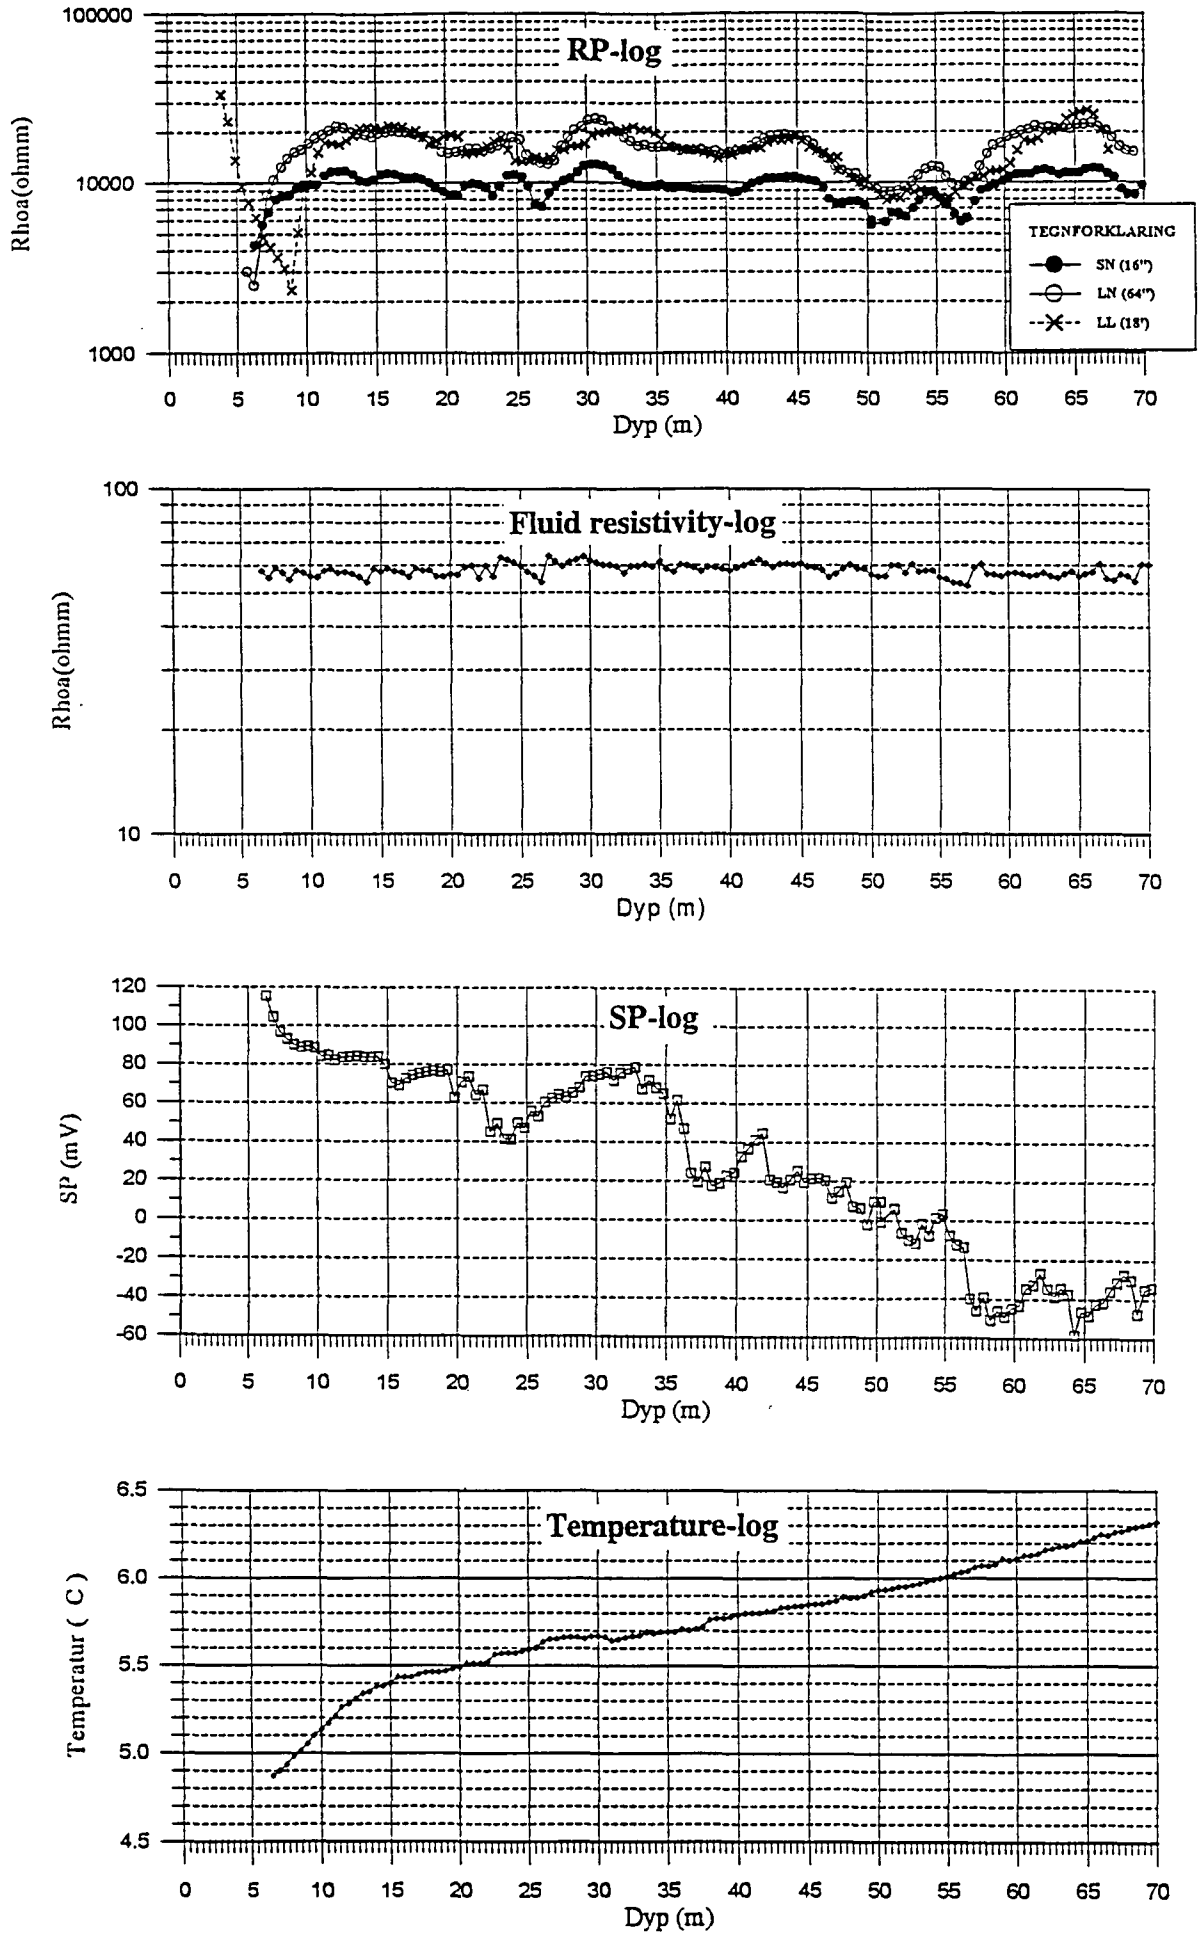 100000
RP-log
Rhoa(ohmm)
10000
TEGNFORKLARING
SN (16")
LN (64")
LL (18')
1000
0 5 10 15 20 25 30 35 40 45 50 55 60 65 70
Dyp (m)
100
Fluid resistivity-log
Rhoa(ohmm)
10
0 5 10 15 20 25 30 35 40 45 50 55 60 65 70
Dyp (m)
120
SP-log
100
80
60
SP (mV)
40
20
0
-20
-40
-60
0 5 10 15 20 25 30 35 40 45 50 55 60 65 70
Dyp (m)
6.5
Temperature-log
6.0
Temperatur ( C )
5.5
5.0
4.5
0 5 10 15 20 25 30 35 40 45 50 55 60 65 70
Dyp (m)